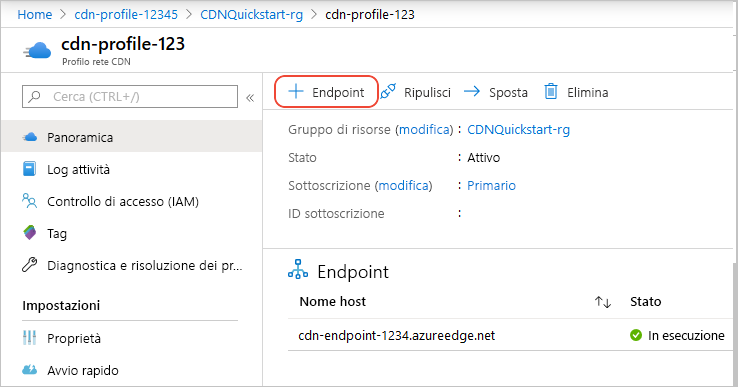 Home > cdn-profile-12345 > CDNQuickstart-rg > cdn-profile-123
cdn-profile-123
Profilo rete CDN
Cerca (CTRL+/) «
+ Endpoint Ripulisci → Sposta Elimina
Panoramica
Log attività
Controllo di accesso (IAM)
Tag
Diagnostica e risoluzione dei pr...
Impostazioni
Proprietà
Avvio rapido
Gruppo di risorse (modifica) : CDNQuickstart-rg
Stato : Attivo
Sottoscrizione (modifica) : Primario
ID sottoscrizione :
Endpoint
Nome host ↑↓ Stato
cdn-endpoint-1234.azureedge.net In esecuzione